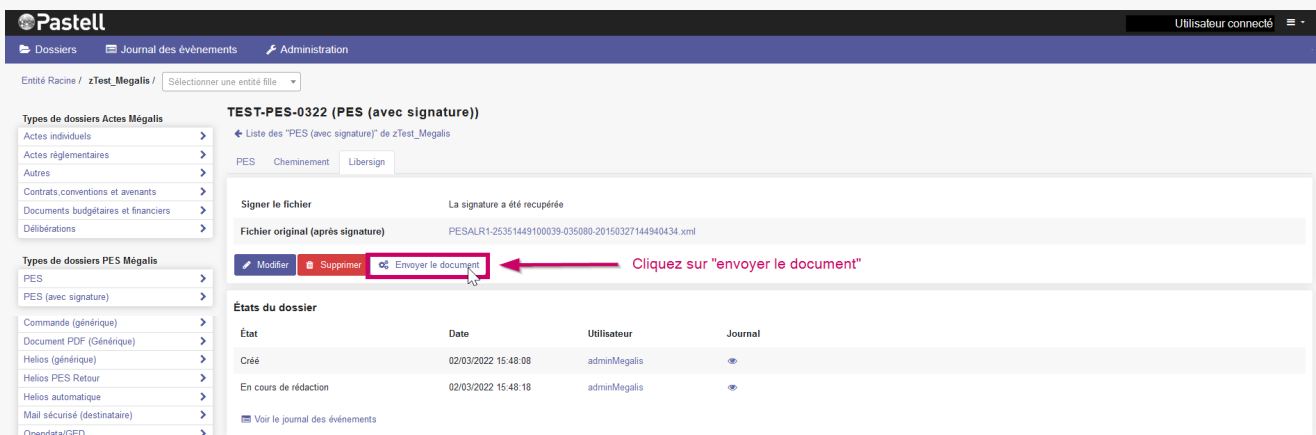 Pastell
Utilisateur connecté
Dossiers Journal des évènements Administration
Entité Racine / zTest_Megalis / Sélectionner une entité fille
Types de dossiers Actes Mégalis
Actes individuels
Actes réglementaires
Autres
Contrats,conventions et avenants
Documents budgétaires et financiers
Délibérations
Types de dossiers PES Mégalis
PES
PES (avec signature)
Commande (générique)
Document PDF (Générique)
Helios (générique)
Helios PES Retour
Helios automatique
Mail sécurisé (destinataire)
Opendata/GED
TEST-PES-0322 (PES (avec signature))
Liste des "PES (avec signature)" de zTest_Megalis
PES Cheminement Libersign
Signer le fichier La signature a été recupérée
Fichier original (après signature) PESALR1-25351449100039-035080-20150327144940434.xml
Modifier Supprimer Envoyer le document
Cliquez sur "envoyer le document"
États du dossier
État Date Utilisateur Journal
Créé 02/03/2022 15:48:08 adminMegalis
En cours de rédaction 02/03/2022 15:48:18 adminMegalis
Voir le journal des événements